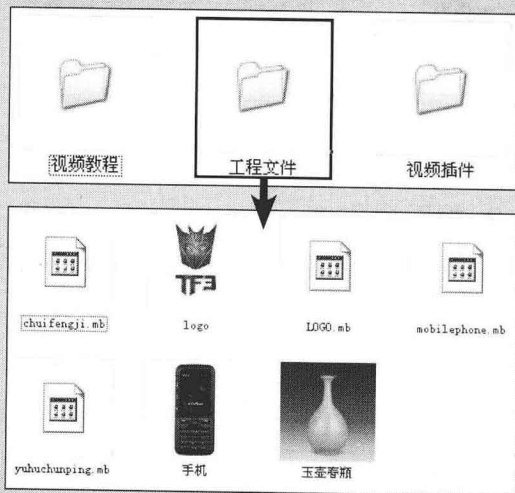 视频教程
工程文件
视频插件
TF3
chuifengji.mb
logo
LOGO.mb
mobilephone.mb
yuhuchunping.mb
手机
玉壶春瓶